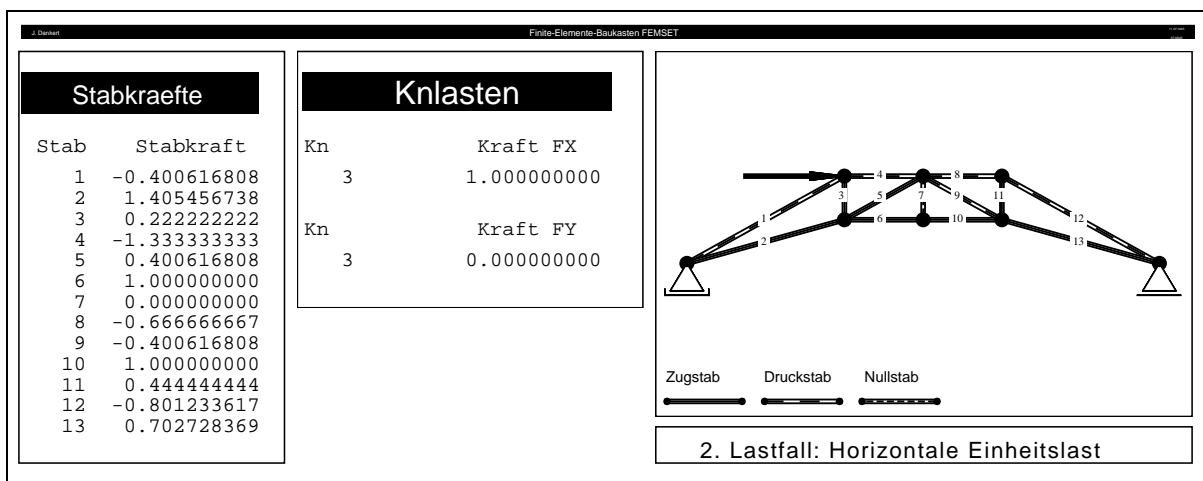 J. Dankert
Finite-Elemente-Baukasten FEMSET
Stabkraefte
Stab Stabkraft
1 -0.400616808
2 1.405456738
3 0.222222222
4 -1.333333333
5 0.400616808
6 1.000000000
7 0.000000000
8 -0.666666667
9 -0.400616808
10 1.000000000
11 0.444444444
12 -0.801233617
13 0.702728369
Knlasten
Kn Kraft FX
3 1.000000000
Kn Kraft FY
3 0.000000000
4 8
3 5 7 9 11
1 6 10 12
2 13
Zugstab Druckstab Nullstab
2. Lastfall: Horizontale Einheitslast